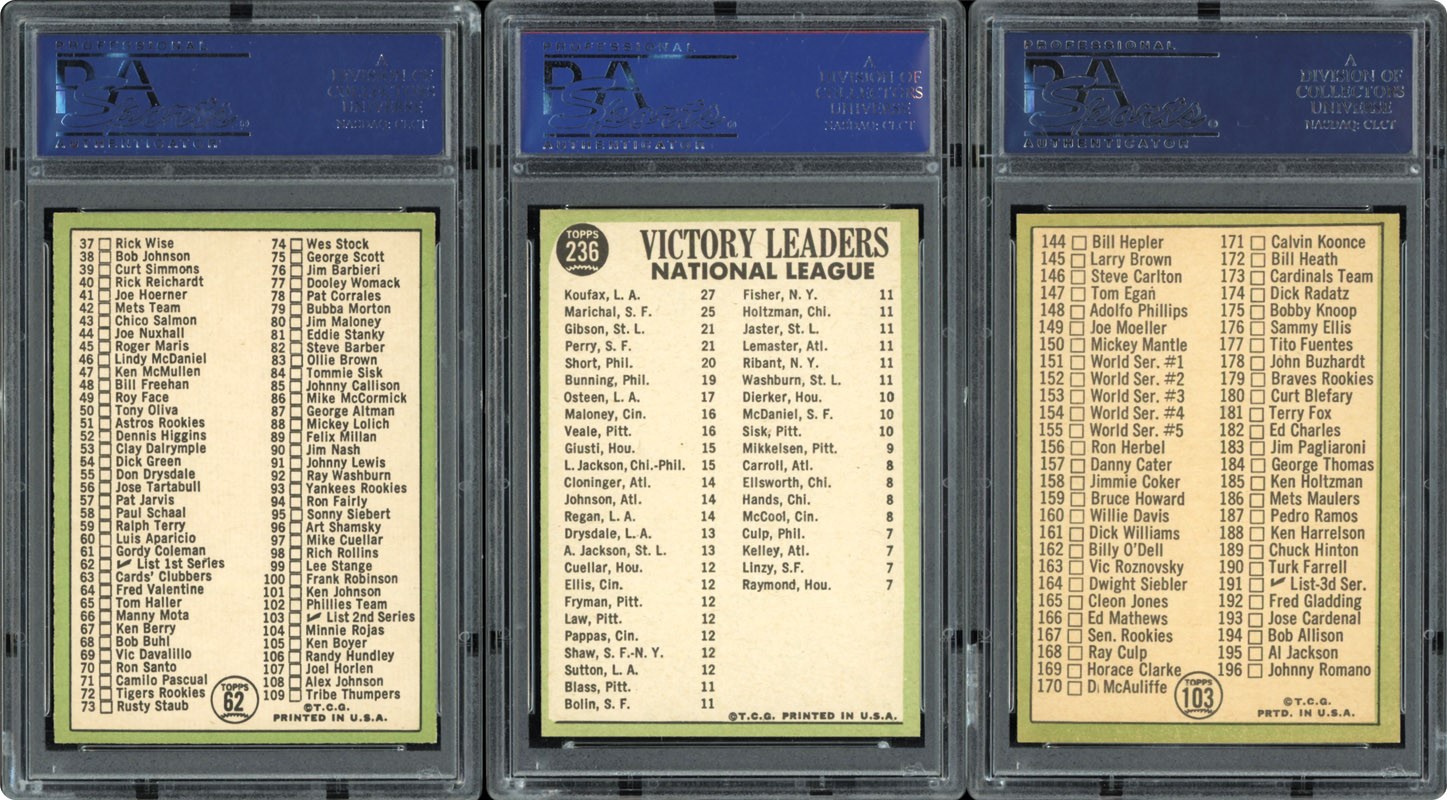 PROFESSIONAL
PSA
Sports
AUTHENTICATOR
A
DIVISION OF
COLLECTORS
UNIVERSE
NASDAQ: CLCT
37 Rick Wise
38 Bob Johnson
39 Curt Simmons
40 Rick Reichardt
41 Joe Hoerner
42 Mets Team
43 Chico Salmon
44 Joe Nuxhall
45 Roger Maris
46 Lindy McDaniel
47 Ken McMullen
48 Bill Freehan
49 Roy Face
50 Tony Oliva
51 Astros Rookies
52 Dennis Higgins
53 Clay Dalrymple
54 Dick Green
55 Don Drysdale
56 Jose Tartabull
57 Pat Jarvis
58 Paul Schaal
59 Ralph Terry
60 Luis Aparicio
61 Gordy Coleman
62 List 1st Series
63 Cards' Clubbers
64 Fred Valentine
65 Tom Haller
66 Manny Mota
67 Ken Berry
68 Bob Buhl
69 Vic Davalillo
70 Ron Santo
71 Camilo Pascual
72 Tigers Rookies
73 Rusty Staub
74 Wes Stock
75 George Scott
76 Jim Barbieri
77 Dooley Womack
78 Pat Corrales
79 Bubba Morton
80 Jim Maloney
81 Eddie Stanky
82 Steve Barber
83 Ollie Brown
84 Tommie Sisk
85 Johnny Callison
86 Mike McCormick
87 George Altman
88 Mickey Lolich
89 Felix Millan
90 Jim Nash
91 Johnny Lewis
92 Ray Washburn
93 Yankees Rookies
94 Ron Fairly
95 Sonny Siebert
96 Art Shamsky
97 Mike Cuellar
98 Rich Rollins
99 Lee Stange
100 Frank Robinson
101 Ken Johnson
102 Phillies Team
103 List 2nd Series
104 Minnie Rojas
105 Ken Boyer
106 Randy Hundley
107 Joel Horlen
108 Alex Johnson
109 Tribe Thumpers
TOPPS
62
©T.C.G.
PRINTED IN U.S.A.
PROFESSIONAL
PSA
Sports
AUTHENTICATOR
A
DIVISION OF
COLLECTORS
UNIVERSE
NASDAQ: CLCT
TOPPS
236
VICTORY LEADERS
NATIONAL LEAGUE
Koufax, L. A. 27
Marichal, S. F. 25
Gibson, St. L. 21
Perry, S. F. 21
Short, Phil. 20
Bunning, Phil. 19
Osteen, L. A. 17
Maloney, Cin. 16
Veale, Pitt. 16
Giusti, Hou. 15
L. Jackson, Chi.-Phil. 15
Cloninger, Atl. 14
Johnson, Atl. 14
Regan, L. A. 14
Drysdale, L. A. 13
A. Jackson, St. L. 13
Cuellar, Hou. 12
Ellis, Cin. 12
Fryman, Pitt. 12
Law, Pitt. 12
Pappas, Cin. 12
Shaw, S. F.-N. Y. 12
Sutton, L. A. 12
Blass, Pitt. 11
Bolin, S. F. 11
Fisher, N. Y. 11
Holtzman, Chi. 11
Jaster, St. L. 11
Lemaster, Atl. 11
Ribant, N. Y. 11
Washburn, St. L. 11
Dierker, Hou. 10
McDaniel, S. F. 10
Sisk, Pitt. 10
Mikkelsen, Pitt. 9
Carroll, Atl. 8
Ellsworth, Chi. 8
Hands, Chi. 8
McCool, Cin. 8
Culp, Phil. 7
Kelley, Atl. 7
Linzy, S.F. 7
Raymond, Hou. 7
©T.C.G. PRINTED IN U.S.A.
PROFESSIONAL
PSA
Sports
AUTHENTICATOR
A
DIVISION OF
COLLECTORS
UNIVERSE
NASDAQ: CLCT
144 Bill Hepler
145 Larry Brown
146 Steve Carlton
147 Tom Egan
148 Adolfo Phillips
149 Joe Moeller
150 Mickey Mantle
151 World Ser. #1
152 World Ser. #2
153 World Ser. #3
154 World Ser. #4
155 World Ser. #5
156 Ron Herbel
157 Danny Cater
158 Jimmie Coker
159 Bruce Howard
160 Willie Davis
161 Dick Williams
162 Billy O'Dell
163 Vic Roznovsky
164 Dwight Siebler
165 Cleon Jones
166 Ed Mathews
167 Sen. Rookies
168 Ray Culp
169 Horace Clarke
170 D. McAuliffe
171 Calvin Koonce
172 Bill Heath
173 Cardinals Team
174 Dick Radatz
175 Bobby Knoop
176 Sammy Ellis
177 Tito Fuentes
178 John Buzhardt
179 Braves Rookies
180 Curt Blefary
181 Terry Fox
182 Ed Charles
183 Jim Pagliaroni
184 George Thomas
185 Ken Holtzman
186 Mets Maulers
187 Pedro Ramos
188 Ken Harrelson
189 Chuck Hinton
190 Turk Farrell
191 List-3d Ser.
192 Fred Gladding
193 Jose Cardenal
194 Bob Allison
195 Al Jackson
196 Johnny Romano
TOPPS
103
©T.C.G.
PRTD. IN U.S.A.